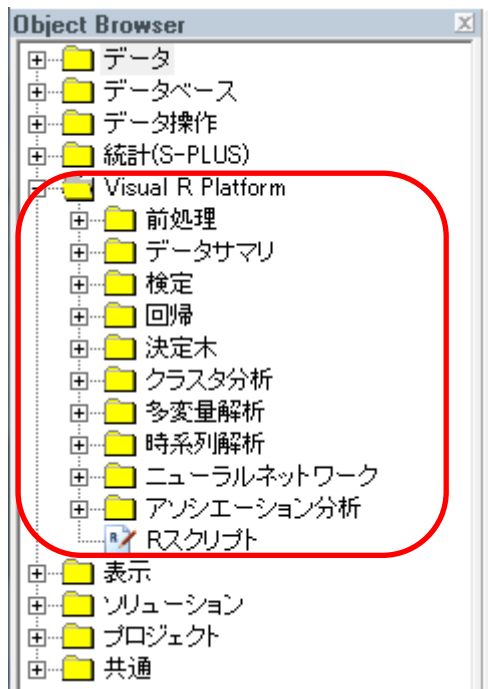 Object Browser
データ
データベース
データ操作
統計(S-PLUS)
Visual R Platform
前処理
データサマリ
検定
回帰
決定木
クラスタ分析
多変量解析
時系列解析
ニューラルネットワーク
アソシエーション分析
Rスクリプト
表示
ソリューション
プロジェクト
共通